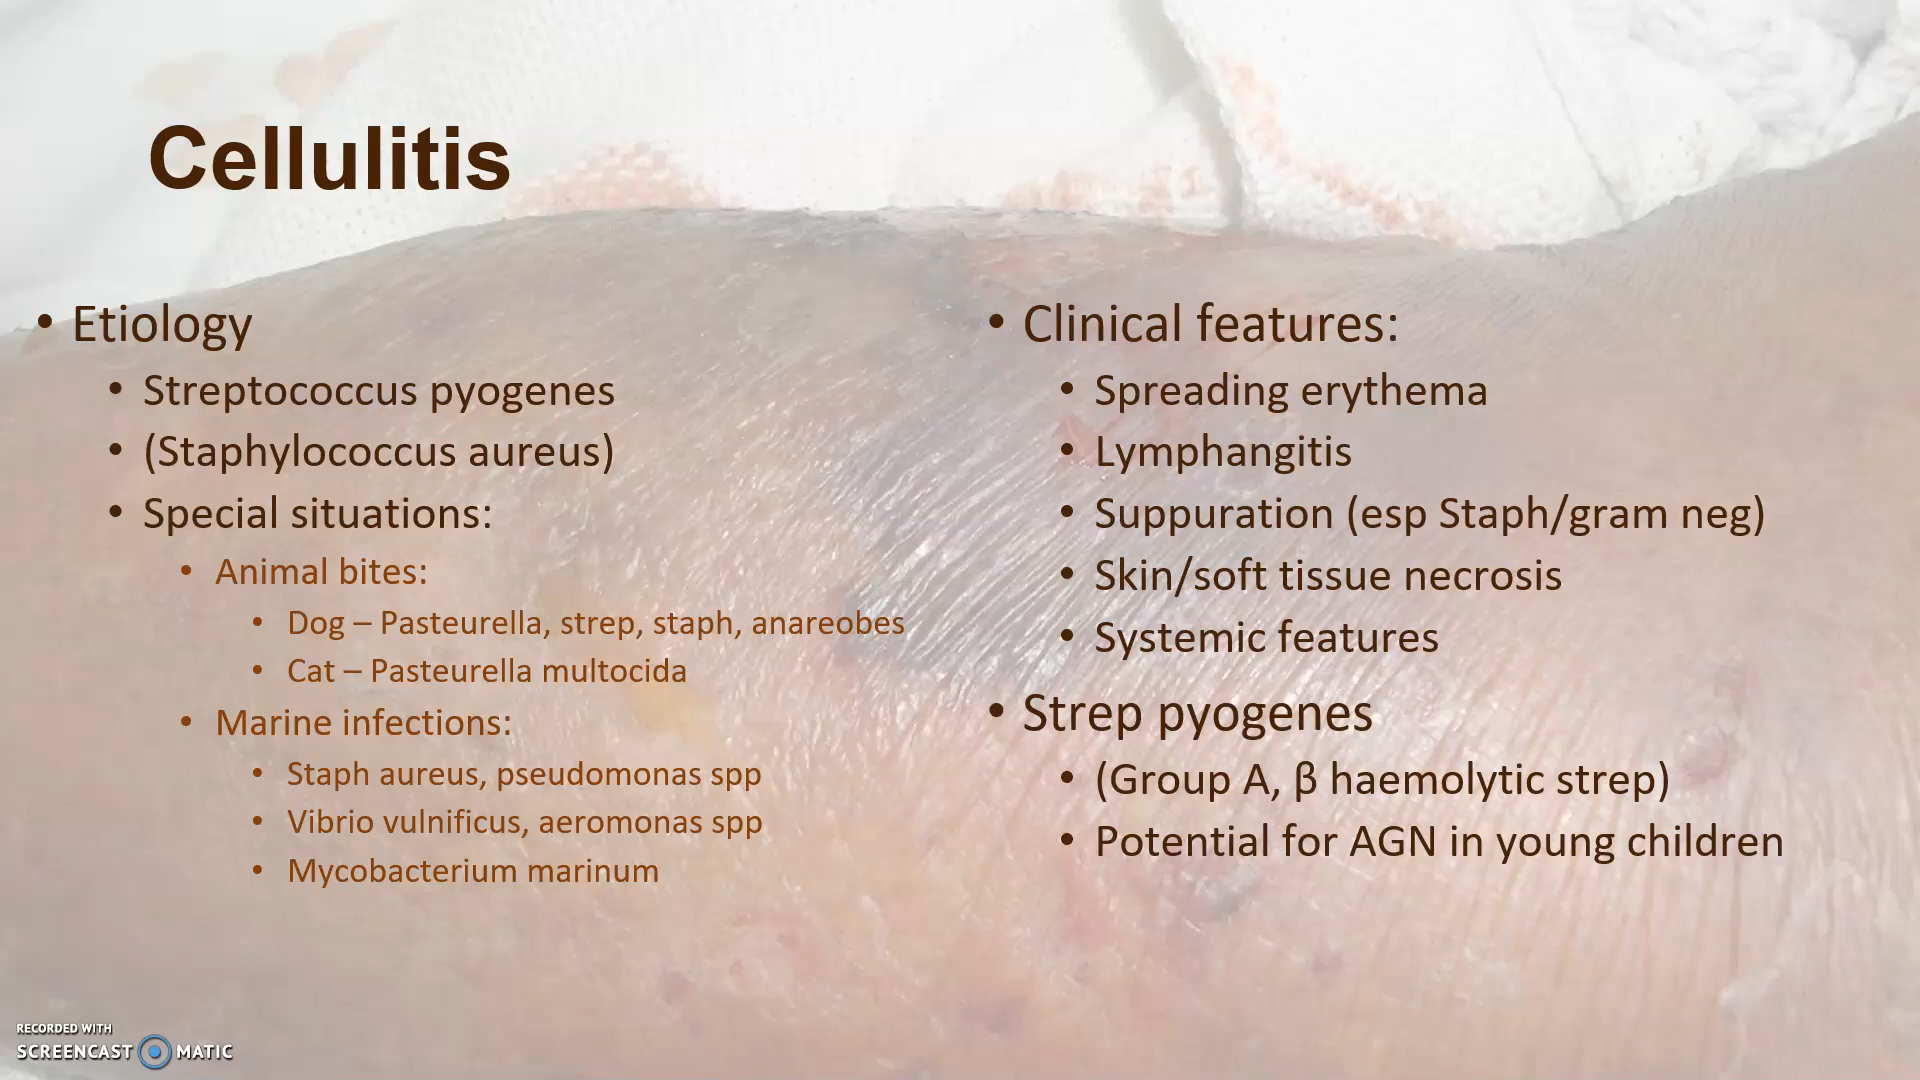 Cellulitis
• Etiology
• Streptococcus pyogenes
• (Staphylococcus aureus)
• Special situations:
• Animal bites:
• Dog – Pasteurella, strep, staph, anareobes
• Cat – Pasteurella multocida
• Marine infections:
• Staph aureus, pseudomonas spp
• Vibrio vulnificus, aeromonas spp
• Mycobacterium marinum
• Clinical features:
• Spreading erythema
• Lymphangitis
• Suppuration (esp Staph/gram neg)
• Skin/soft tissue necrosis
• Systemic features
• Strep pyogenes
• (Group A, β haemolytic strep)
• Potential for AGN in young children
RECORDED WITH
SCREENCAST MATIC